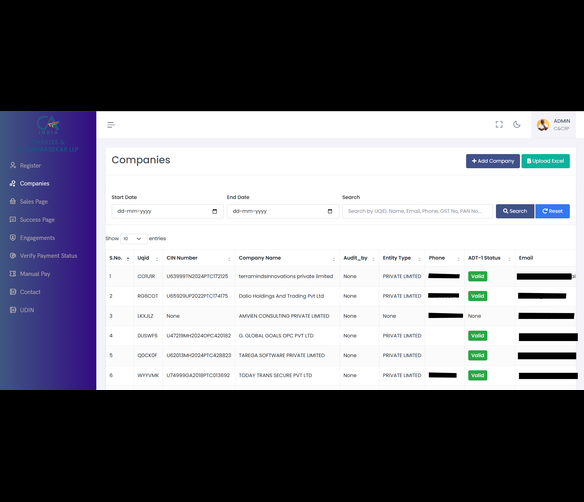 CA
INDIA
ADMIN
C&C1P
Register
Companies
Sales Page
Success Page
Engagements
Verify Payment Status
Manual Pay
Contact
UDIN
Companies
Add Company
Upload Excel
Start Date
End Date
Search
dd-mm-yyyy
dd-mm-yyyy
Search by UQID, Name, Email, Phone, GST No, PAN No...
Search
Reset
Show 10 entries
S.No. Uqid CIN Number Company Name Audit_by Entity Type Phone ADT-1 Status Email
1 terramindsinnovations private limited None PRIVATE LIMITED Valid
2 RG6CGT U65929UP2022PTC174175 Dalio Holdings And Trading Pvt Ltd None PRIVATE LIMITED Valid
3 LKXJLZ None AMVIEN CONSULTING PRIVATE LIMITED None None None
4 0USWF6 U47219MH2024OPC420182 G. GLOBAL GOALS OPC PVT LTD None PRIVATE LIMITED Valid
5 Q0CK0F U62013MH2024PTC428823 TAREGA SOFTWARE PRIVATE LIMITED None PRIVATE LIMITED Valid
6 WYYVMK U74999GA2018PTC013692 TODAY TRANS SECURE PVT LTD None PRIVATE LIMITED Valid